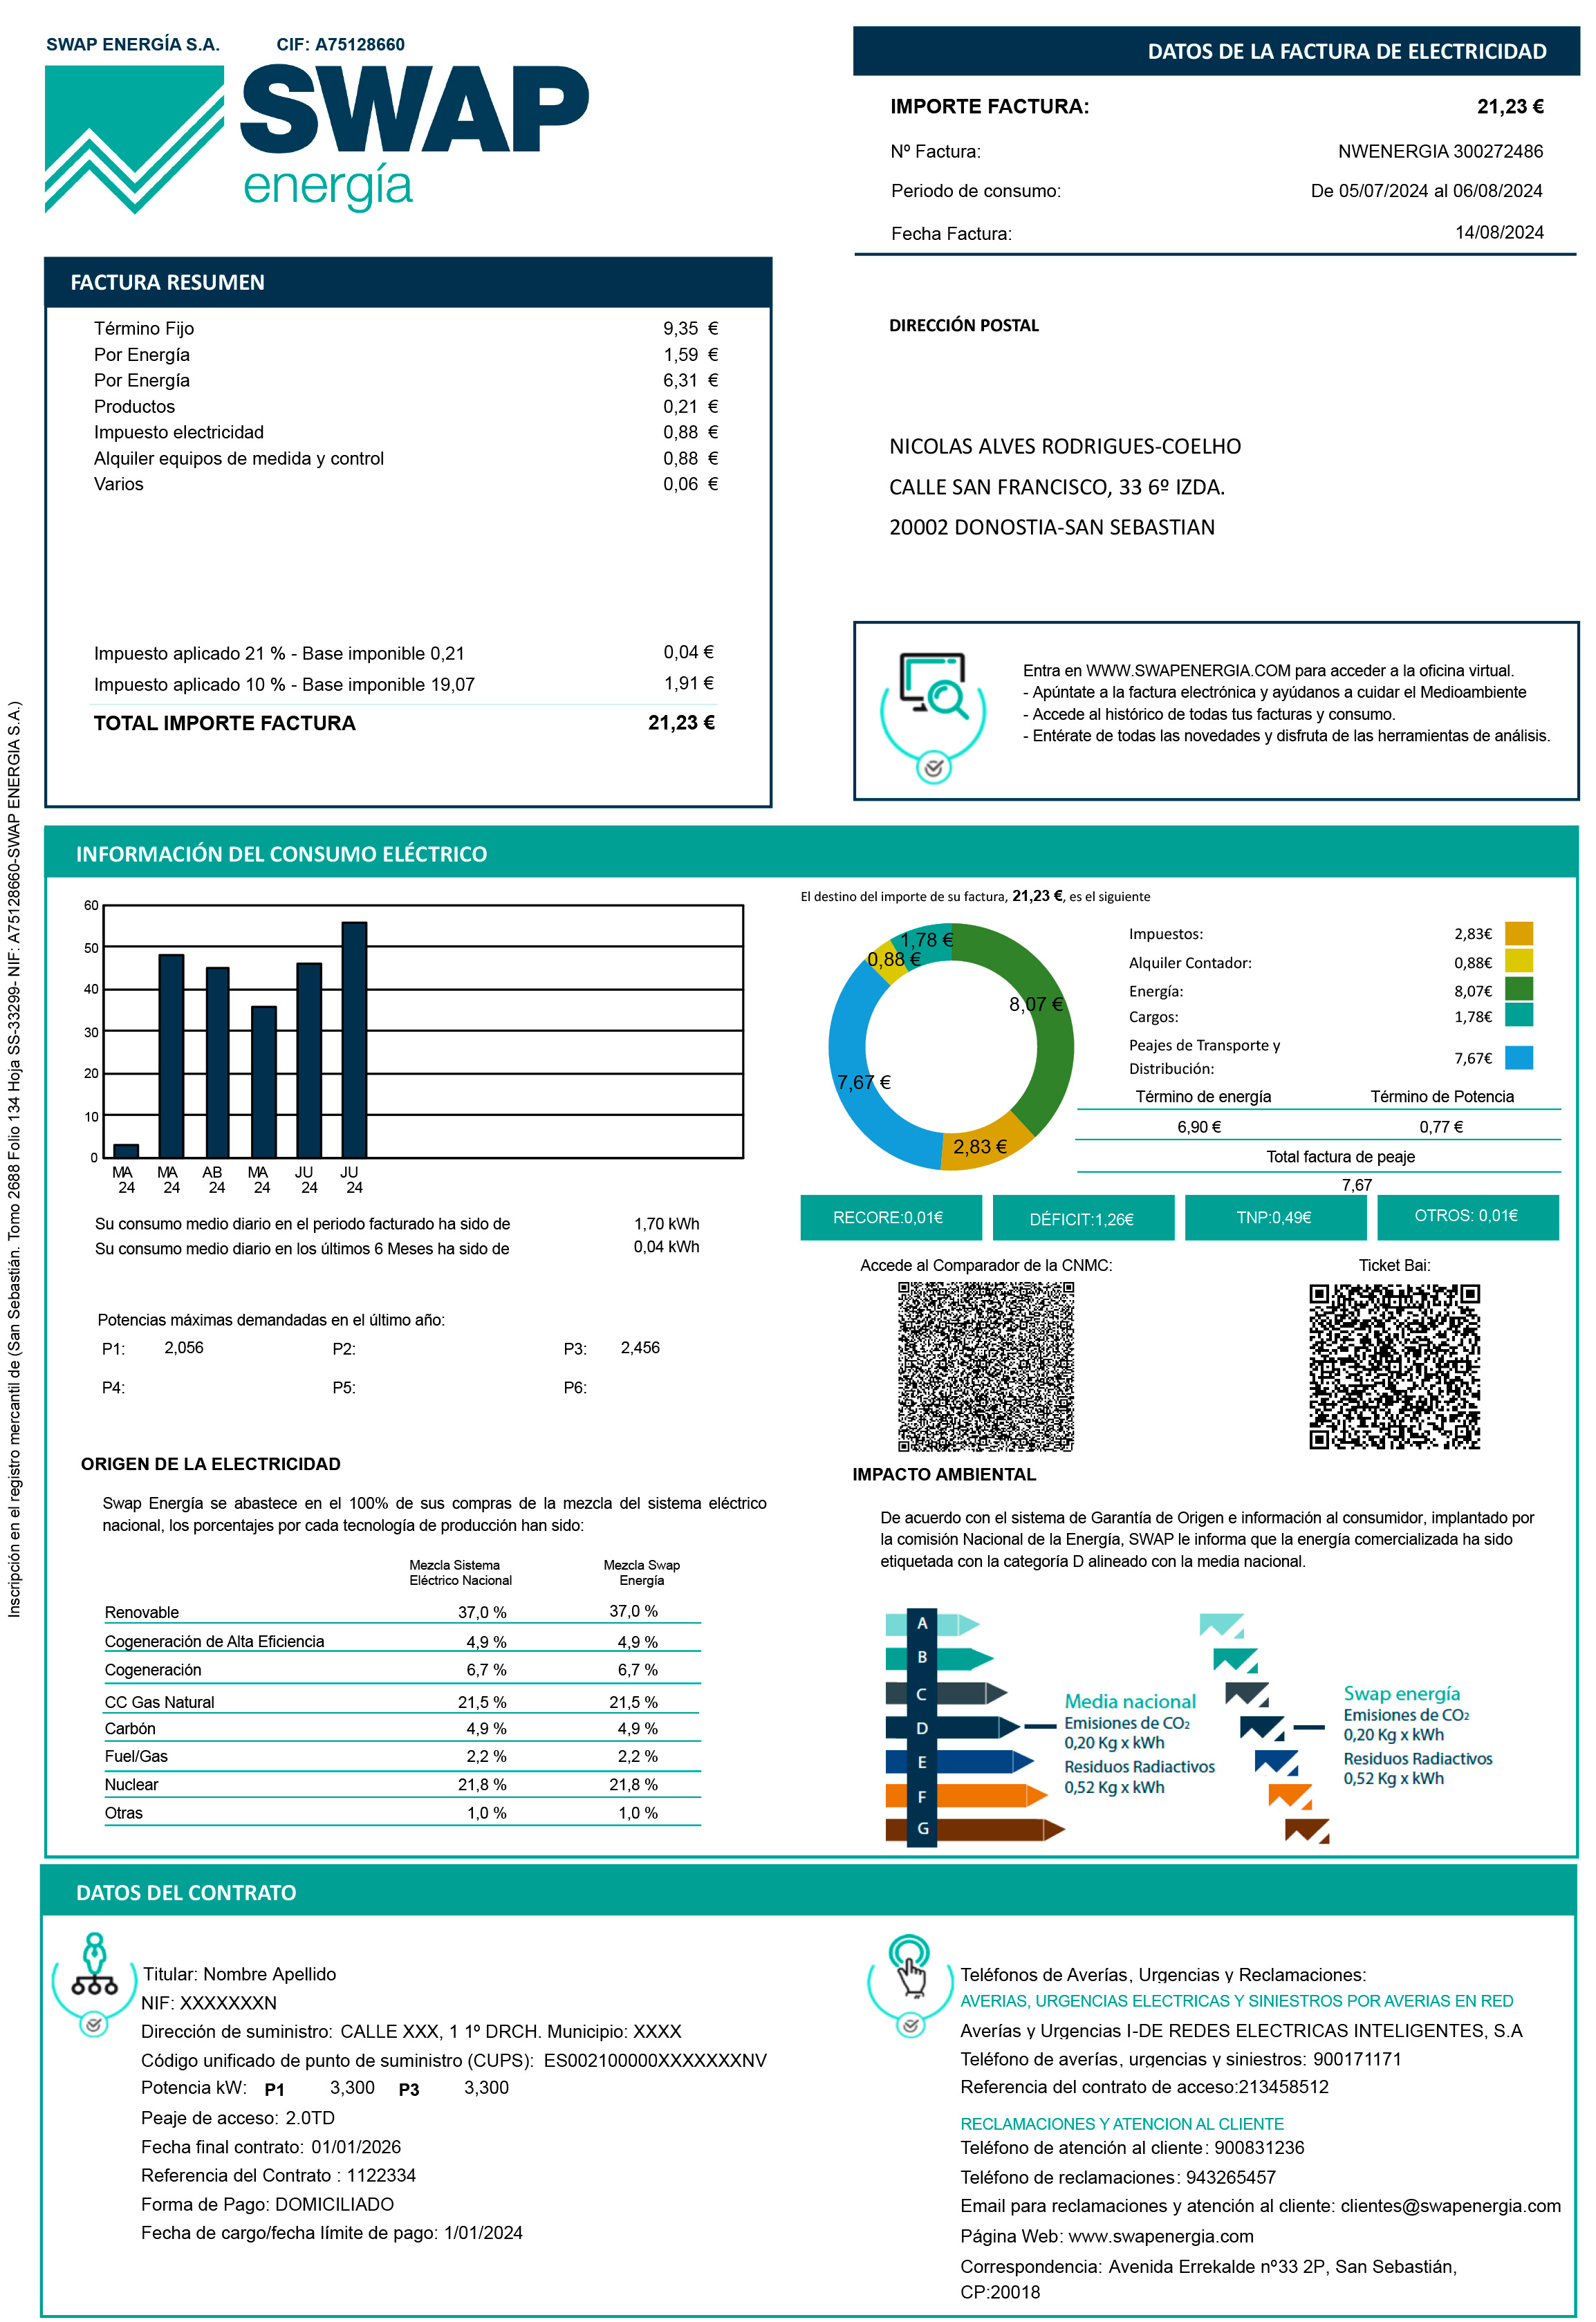 SWAP ENERGÍA S.A. CIF: A75128660
SWAP
energía
DATOS DE LA FACTURA DE ELECTRICIDAD
IMPORTE FACTURA: 21,23 €
Nº Factura: NWENERGIA 300272486
Periodo de consumo: De 05/07/2024 al 06/08/2024
Fecha Factura: 14/08/2024
FACTURA RESUMEN
Término Fijo 9,35 €
Por Energía 1,59 €
Por Energía 6,31 €
Productos 0,21 €
Impuesto electricidad 0,88 €
Alquiler equipos de medida y control 0,88 €
Varios 0,06 €
Impuesto aplicado 21 % - Base imponible 0,21 0,04 €
Impuesto aplicado 10 % - Base imponible 19,07 1,91 €
TOTAL IMPORTE FACTURA 21,23 €
DIRECCIÓN POSTAL
NICOLAS ALVES RODRIGUES-COELHO
CALLE SAN FRANCISCO, 33 6º IZDA.
20002 DONOSTIA-SAN SEBASTIAN
Entra en WWW.SWAPENERGIA.COM para acceder a la oficina virtual.
- Apúntate a la factura electrónica y ayúdanos a cuidar el Medioambiente
- Accede al histórico de todas tus facturas y consumo.
- Entérate de todas las novedades y disfruta de las herramientas de análisis.
Inscripción en el registro mercantil de (San Sebastián. Tomo 2688 Folio 134 Hoja SS-33299- NIF: A75128660-SWAP ENERGIA S.A.)
INFORMACIÓN DEL CONSUMO ELÉCTRICO
60
50
40
30
20
10
0
MA MA AB MA JU JU
24 24 24 24 24 24
Su consumo medio diario en el periodo facturado ha sido de 1,70 kWh
Su consumo medio diario en los últimos 6 Meses ha sido de 0,04 kWh
Potencias máximas demandadas en el último año:
P1: 2,056 P2: P3: 2,456
P4: P5: P6:
El destino del importe de su factura, 21,23 €, es el siguiente
1,78 €
0,88 €
8,07 €
7,67 €
2,83 €
Impuestos: 2,83€
Alquiler Contador: 0,88€
Energía: 8,07€
Cargos: 1,78€
Peajes de Transporte y
Distribución: 7,67€
Término de energía Término de Potencia
6,90 € 0,77 €
Total factura de peaje
7,67
RECORE:0,01€ DÉFICIT:1,26€ TNP:0,49€ OTROS: 0,01€
Accede al Comparador de la CNMC: Ticket Bai:
ORIGEN DE LA ELECTRICIDAD
Swap Energía se abastece en el 100% de sus compras de la mezcla del sistema eléctrico
nacional, los porcentajes por cada tecnología de producción han sido:
Mezcla Sistema Mezcla Swap
Eléctrico Nacional Energía
Renovable 37,0 % 37,0 %
Cogeneración de Alta Eficiencia 4,9 % 4,9 %
Cogeneración 6,7 % 6,7 %
CC Gas Natural 21,5 % 21,5 %
Carbón 4,9 % 4,9 %
Fuel/Gas 2,2 % 2,2 %
Nuclear 21,8 % 21,8 %
Otras 1,0 % 1,0 %
IMPACTO AMBIENTAL
De acuerdo con el sistema de Garantía de Origen e información al consumidor, implantado por
la comisión Nacional de la Energía, SWAP le informa que la energía comercializada ha sido
etiquetada con la categoría D alineado con la media nacional.
A
B
C
D
E
F
G
Media nacional
Emisiones de CO2
0,20 Kg x kWh
Residuos Radiactivos
0,52 Kg x kWh
Swap energía
Emisiones de CO2
0,20 Kg x kWh
Residuos Radiactivos
0,52 Kg x kWh
DATOS DEL CONTRATO
Titular: Nombre Apellido
NIF: XXXXXXXN
Dirección de suministro: CALLE XXX, 1 1º DRCH. Municipio: XXXX
Código unificado de punto de suministro (CUPS): ES002100000XXXXXXXNV
Potencia kW: P1 3,300 P3 3,300
Peaje de acceso: 2.0TD
Fecha final contrato: 01/01/2026
Referencia del Contrato : 1122334
Forma de Pago: DOMICILIADO
Fecha de cargo/fecha límite de pago: 1/01/2024
Teléfonos de Averías, Urgencias y Reclamaciones:
AVERIAS, URGENCIAS ELECTRICAS Y SINIESTROS POR AVERIAS EN RED
Averías y Urgencias I-DE REDES ELECTRICAS INTELIGENTES, S.A
Teléfono de averías, urgencias y siniestros: 900171171
Referencia del contrato de acceso:213458512
RECLAMACIONES Y ATENCION AL CLIENTE
Teléfono de atención al cliente: 900831236
Teléfono de reclamaciones: 943265457
Email para reclamaciones y atención al cliente: clientes@swapenergia.com
Página Web: www.swapenergia.com
Correspondencia: Avenida Errekalde nº33 2P, San Sebastián,
CP:20018